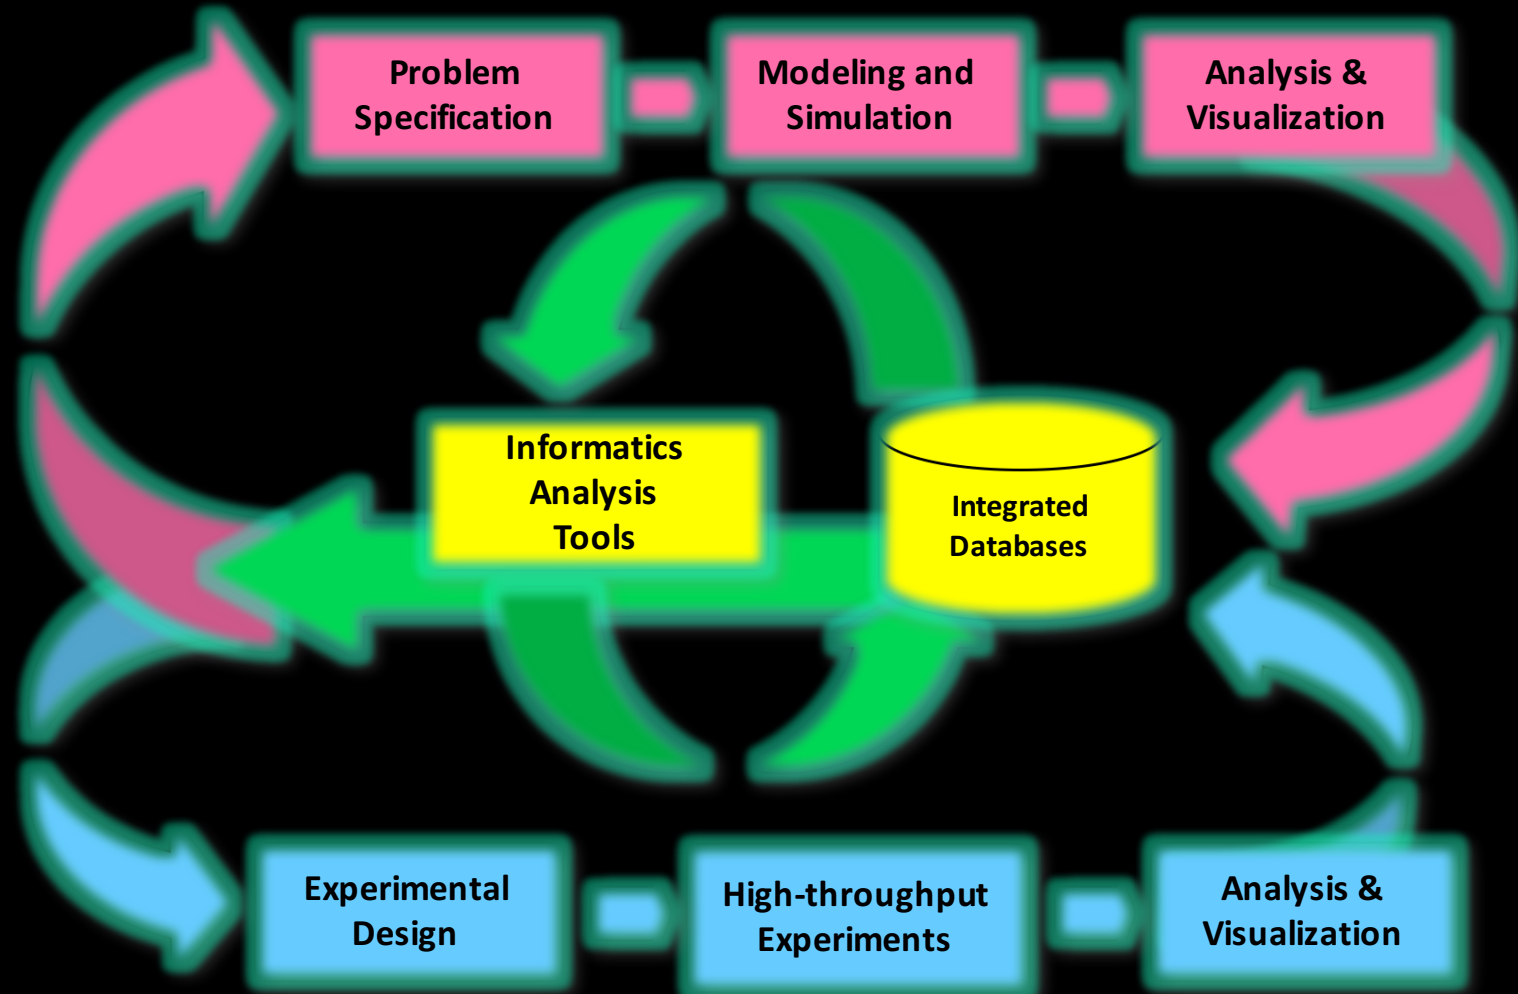 Problem
Specification
Modeling and
Simulation
Analysis &
Visualization
Informatics
Analysis
Tools
Integrated
Databases
Experimental
Design
High-throughput
Experiments
Analysis &
Visualization